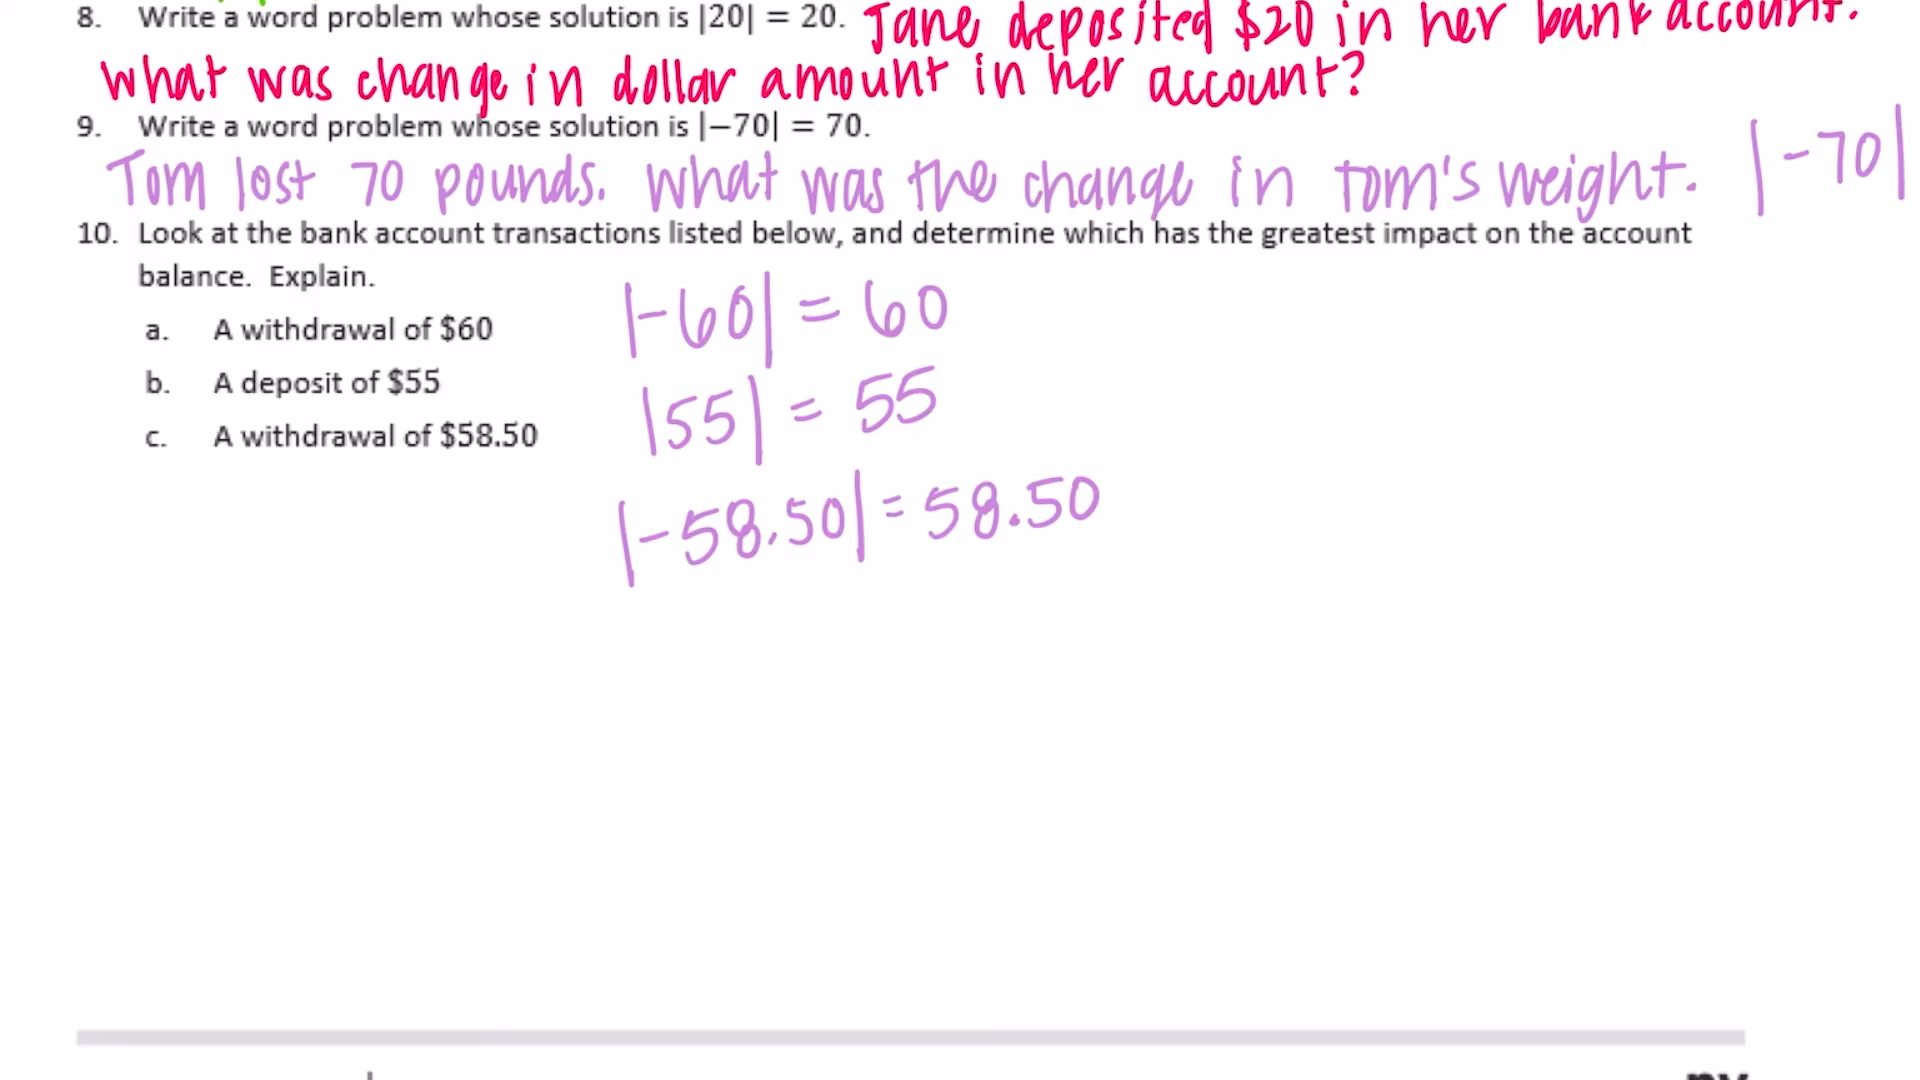 8. Write a word problem whose solution is |20| = 20. Jane deposited $20 in her bank account.
What was change in dollar amount in her account?
9. Write a word problem whose solution is |−70| = 70.
Tom lost 70 pounds. What was the change in Tom's weight. |-70|
10. Look at the bank account transactions listed below, and determine which has the greatest impact on the account
balance. Explain.
|-60| = 60
a. A withdrawal of $60
b. A deposit of $55
|55| = 55
c. A withdrawal of $58.50
|-58.50| = 58.50